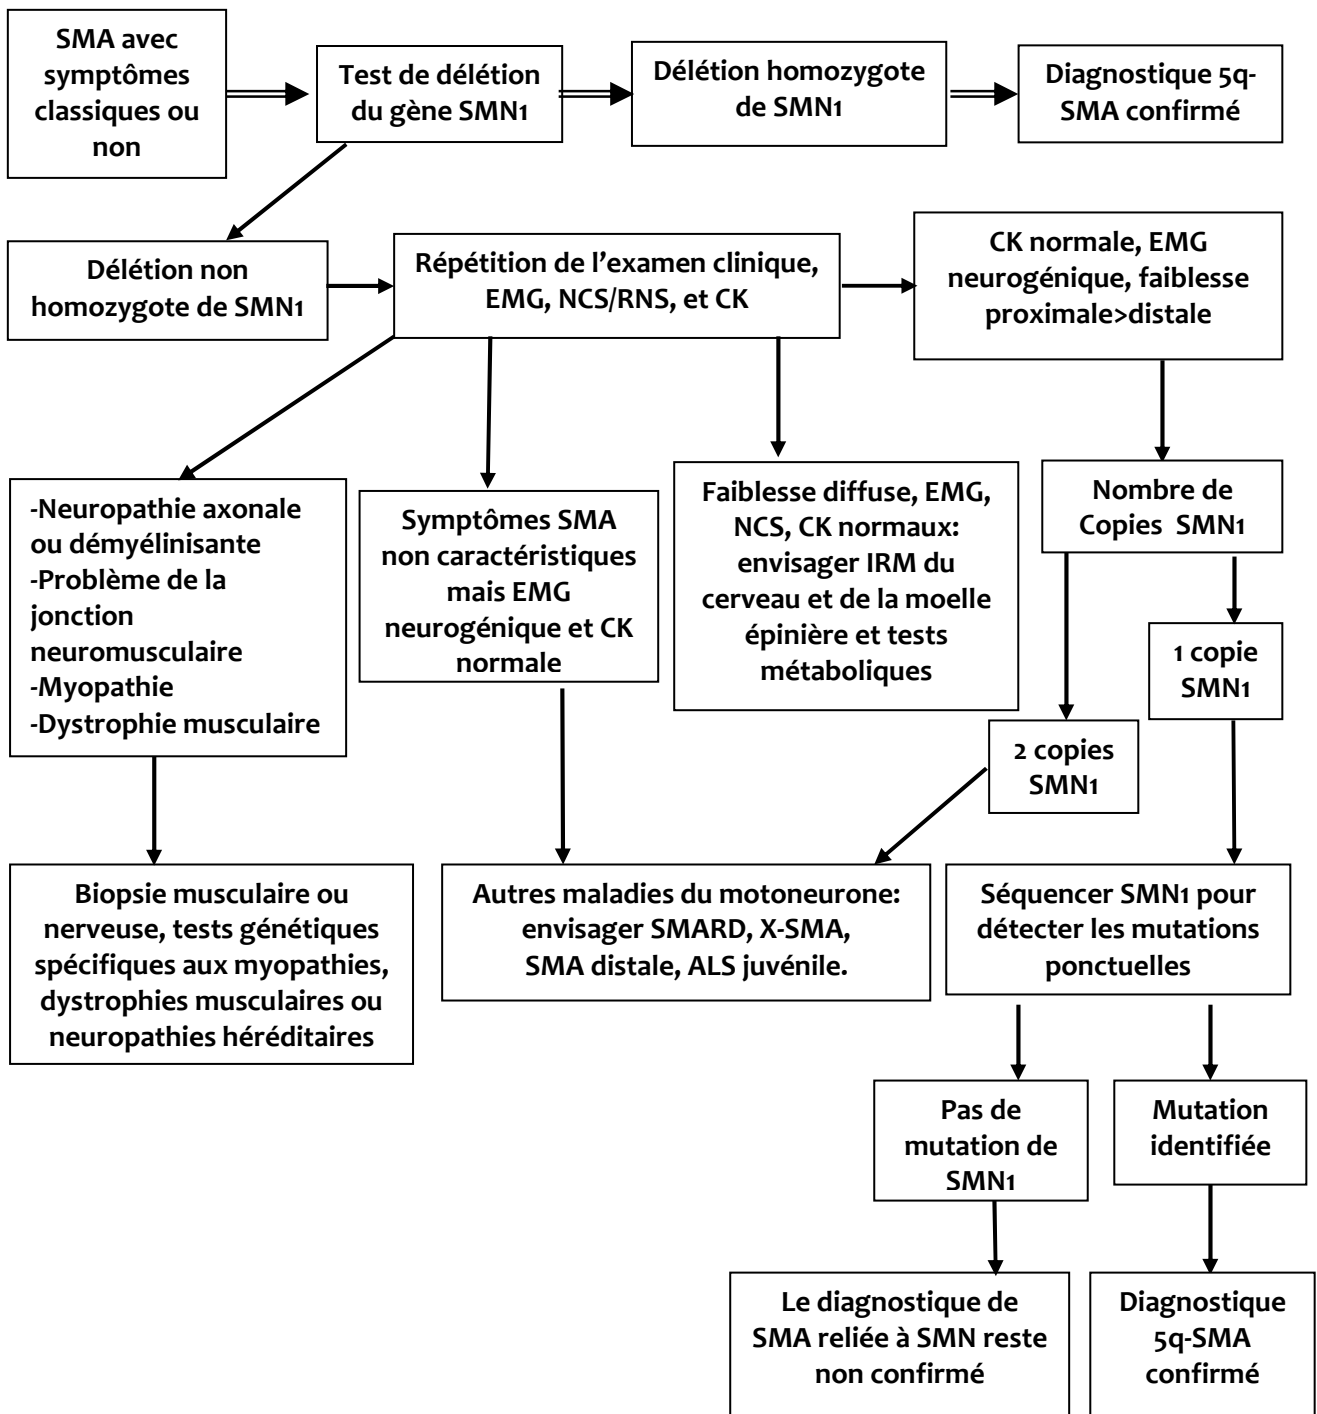 SMA avec
symptômes
classiques ou
non
Test de délétion
du gène SMN1
Délétion homozygote
de SMN1
Diagnostique 5q-
SMA confirmé
Délétion non
homozygote de SMN1
Répétition de l’examen clinique,
EMG, NCS/RNS, et CK
CK normale, EMG
neurogénique, faiblesse
proximale>distale
-Neuropathie axonale
ou démyélinisante
-Problème de la
jonction
neuromusculaire
-Myopathie
-Dystrophie musculaire
Symptômes SMA
non caractéristiques
mais EMG
neurogénique et CK
normale
Faiblesse diffuse, EMG,
NCS, CK normaux:
envisager IRM du
cerveau et de la moelle
épinière et tests
métaboliques
Nombre de
Copies SMN1
1 copie
SMN1
2 copies
SMN1
Biopsie musculaire ou
nerveuse, tests génétiques
spécifiques aux myopathies,
dystrophies musculaires ou
neuropathies héréditaires
Autres maladies du motoneurone:
envisager SMARD, X-SMA,
SMA distale, ALS juvénile.
Séquencer SMN1 pour
détecter les mutations
ponctuelles
Pas de
mutation de
SMN1
Mutation
identifiée
Le diagnostique de
SMA reliée à SMN reste
non confirmé
Diagnostique
5q-SMA
confirmé